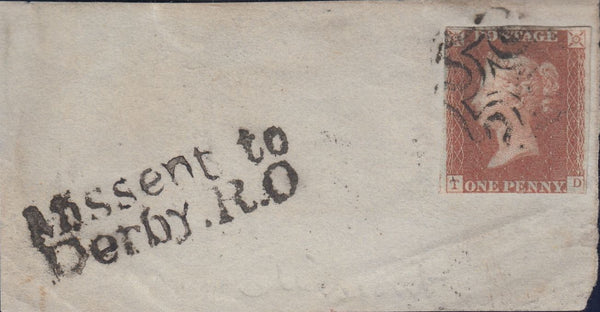 POSTAGE
T ONE PENNY D
Missent to
Derby.R.O